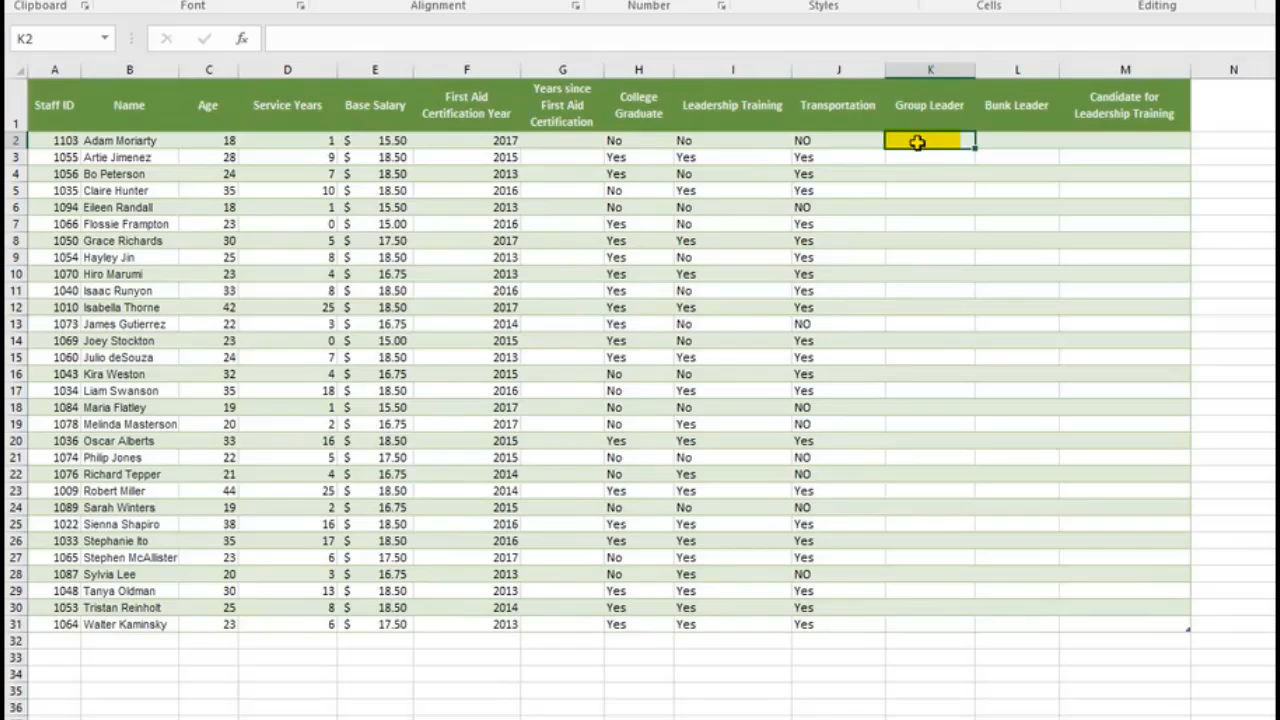 Clipboard Font Alignment Number Styles Cells Editing
K2 fx
A B C D E F G H I J K L M N
1 Staff ID Name Age Service Years Base Salary First Aid Certification Year Years since First Aid Certification College Graduate Leadership Training Transportation Group Leader Bunk Leader Candidate for Leadership Training
2 1103 Adam Moriarty 18 1 $ 15.50 2017 No No NO
3 1055 Artie Jimenez 28 9 $ 18.50 2015 Yes Yes Yes
4 1056 Bo Peterson 24 7 $ 18.50 2013 Yes No Yes
5 1035 Claire Hunter 35 10 $ 18.50 2016 No Yes Yes
6 1094 Eileen Randall 18 1 $ 15.50 2013 No No NO
7 1066 Flossie Frampton 23 0 $ 15.00 2016 Yes No Yes
8 1050 Grace Richards 30 5 $ 17.50 2017 Yes Yes Yes
9 1054 Hayley Jin 25 8 $ 18.50 2013 Yes No Yes
10 1070 Hiro Marumi 23 4 $ 16.75 2013 Yes Yes Yes
11 1040 Isaac Runyon 33 8 $ 18.50 2016 Yes No Yes
12 1010 Isabella Thorne 42 25 $ 18.50 2017 Yes Yes Yes
13 1073 James Gutierrez 22 3 $ 16.75 2014 Yes No NO
14 1069 Joey Stockton 23 0 $ 15.00 2015 Yes No Yes
15 1060 Julio deSouza 24 7 $ 18.50 2013 Yes Yes Yes
16 1043 Kira Weston 32 4 $ 16.75 2015 No No Yes
17 1034 Liam Swanson 35 18 $ 18.50 2016 No Yes Yes
18 1084 Maria Flatley 19 1 $ 15.50 2017 No No NO
19 1078 Melinda Masterson 20 2 $ 16.75 2017 No Yes NO
20 1036 Oscar Alberts 33 16 $ 18.50 2015 Yes Yes Yes
21 1074 Philip Jones 22 5 $ 17.50 2015 No No NO
22 1076 Richard Tepper 21 4 $ 16.75 2014 No Yes NO
23 1009 Robert Miller 44 25 $ 18.50 2014 Yes Yes Yes
24 1089 Sarah Winters 19 2 $ 16.75 2015 No No NO
25 1022 Sienna Shapiro 38 16 $ 18.50 2016 Yes Yes Yes
26 1033 Stephanie Ito 35 17 $ 18.50 2016 Yes Yes Yes
27 1065 Stephen McAllister 23 6 $ 17.50 2017 No Yes Yes
28 1087 Sylvia Lee 20 3 $ 16.75 2013 No Yes NO
29 1048 Tanya Oldman 30 13 $ 18.50 2013 Yes Yes Yes
30 1053 Tristan Reinholt 25 8 $ 18.50 2014 Yes Yes Yes
31 1064 Walter Kaminsky 23 6 $ 17.50 2013 Yes Yes Yes
32
33
34
35
36